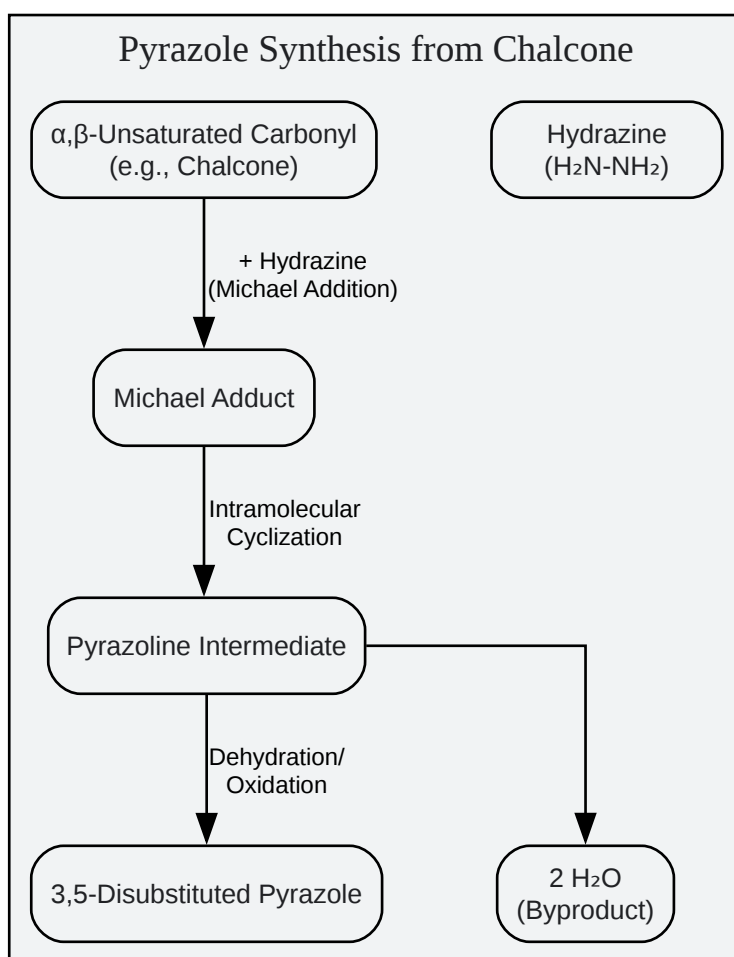 Pyrazole Synthesis from Chalcone
α,β-Unsaturated Carbonyl
(e.g., Chalcone)
Hydrazine
(H₂N-NH₂)
+ Hydrazine
(Michael Addition)
Michael Adduct
Intramolecular
Cyclization
Pyrazoline Intermediate
Dehydration/
Oxidation
3,5-Disubstituted Pyrazole
2 H₂O
(Byproduct)